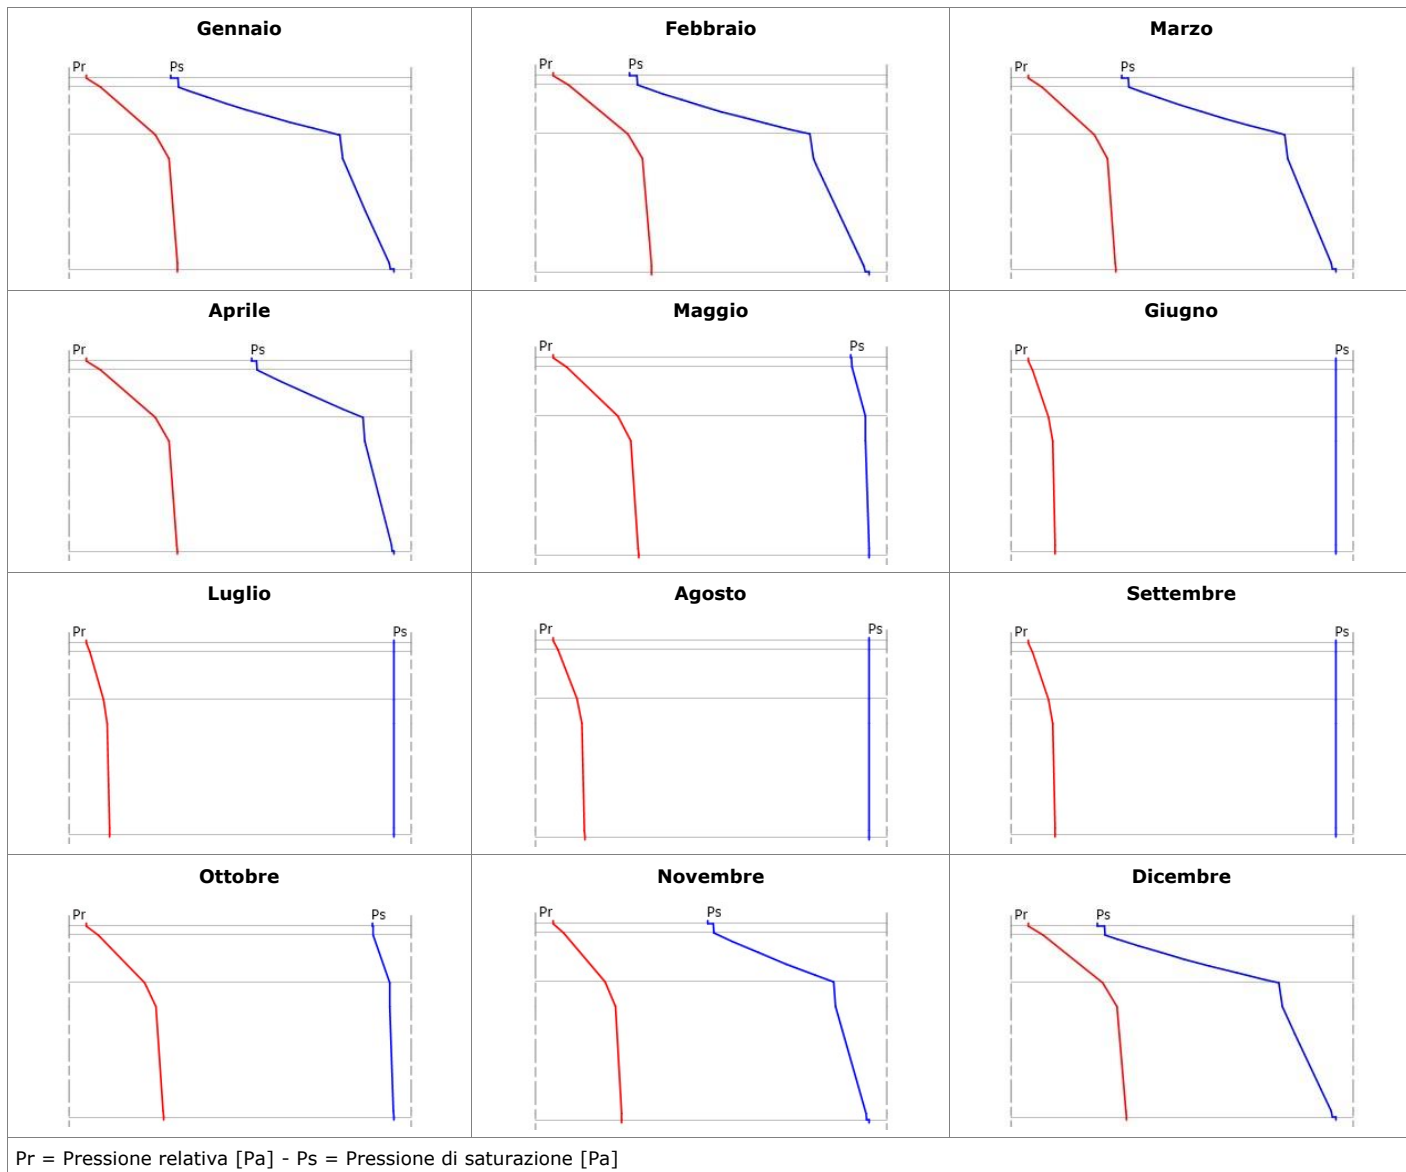 Gennaio Febbraio Marzo
Pr Ps Pr Ps Pr Ps
Aprile Maggio Giugno
Pr Ps Pr Ps Pr Ps
Luglio Agosto Settembre
Pr Ps Pr Ps Pr Ps
Ottobre Novembre Dicembre
Pr Ps Pr Ps Pr Ps
Pr = Pressione relativa [Pa] - Ps = Pressione di saturazione [Pa]